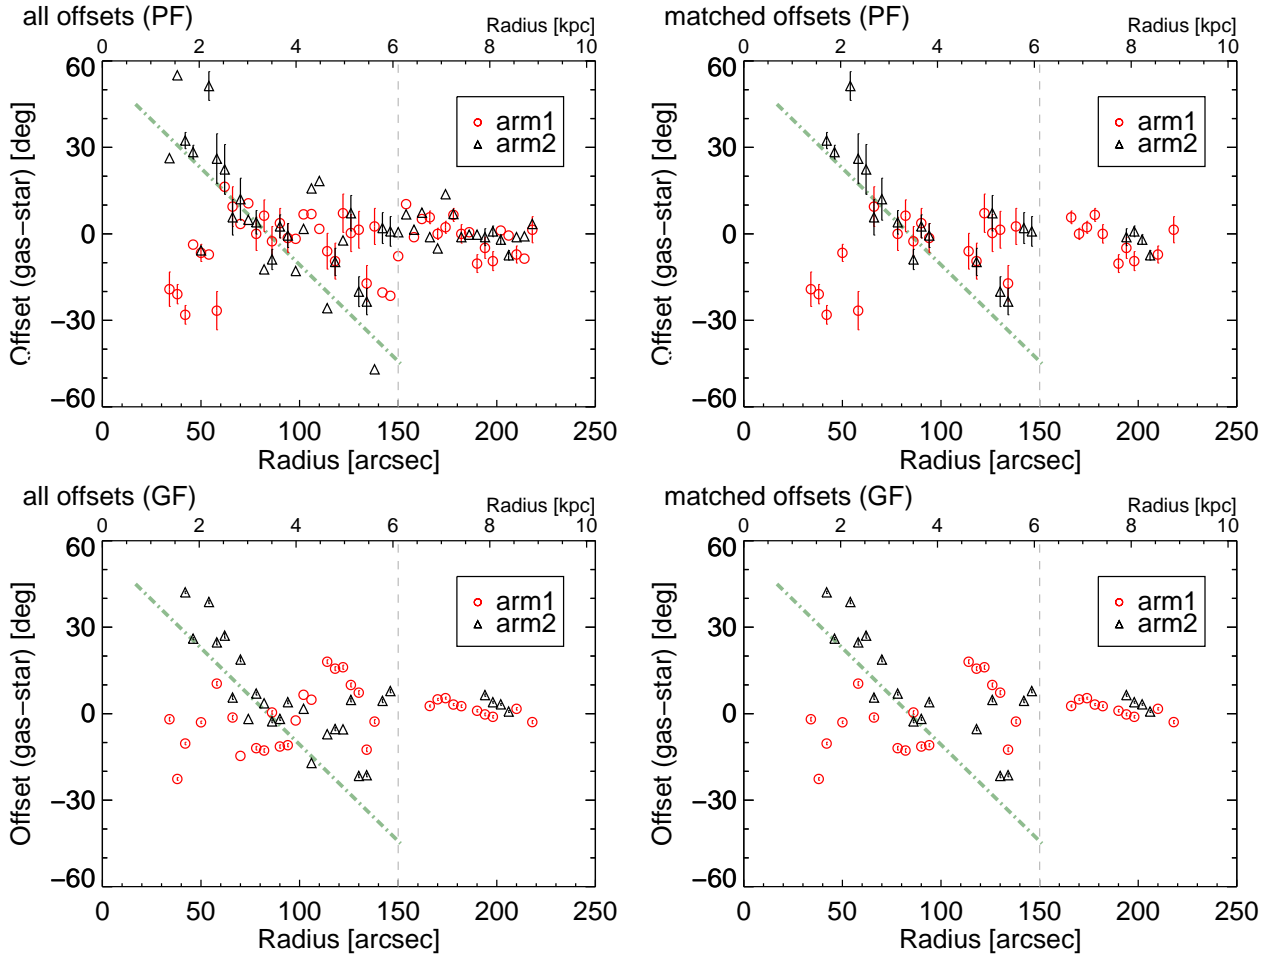 all offsets (PF)
Radius [kpc]
0 2 4 6 8 10
60
30
0
−30
−60
Offset (gas−star) [deg]
arm1
arm2
0 50 100 150 200 250
Radius [arcsec]
matched offsets (PF)
Radius [kpc]
0 2 4 6 8 10
60
30
0
−30
−60
Offset (gas−star) [deg]
arm1
arm2
0 50 100 150 200 250
Radius [arcsec]
all offsets (GF)
Radius [kpc]
0 2 4 6 8 10
60
30
0
−30
−60
Offset (gas−star) [deg]
arm1
arm2
0 50 100 150 200 250
Radius [arcsec]
matched offsets (GF)
Radius [kpc]
0 2 4 6 8 10
60
30
0
−30
−60
Offset (gas−star) [deg]
arm1
arm2
0 50 100 150 200 250
Radius [arcsec]